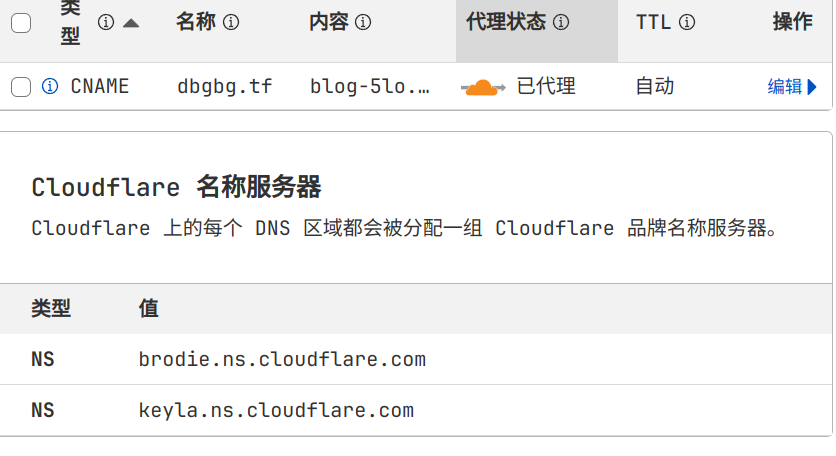 类型 名称 内容 代理状态 TTL 操作
CNAME dbgbg.tf blog-5lo.… 已代理 自动 编辑
Cloudflare 名称服务器
Cloudflare 上的每个 DNS 区域都会被分配一组 Cloudflare 品牌名称服务器。
类型 值
NS brodie.ns.cloudflare.com
NS keyla.ns.cloudflare.com